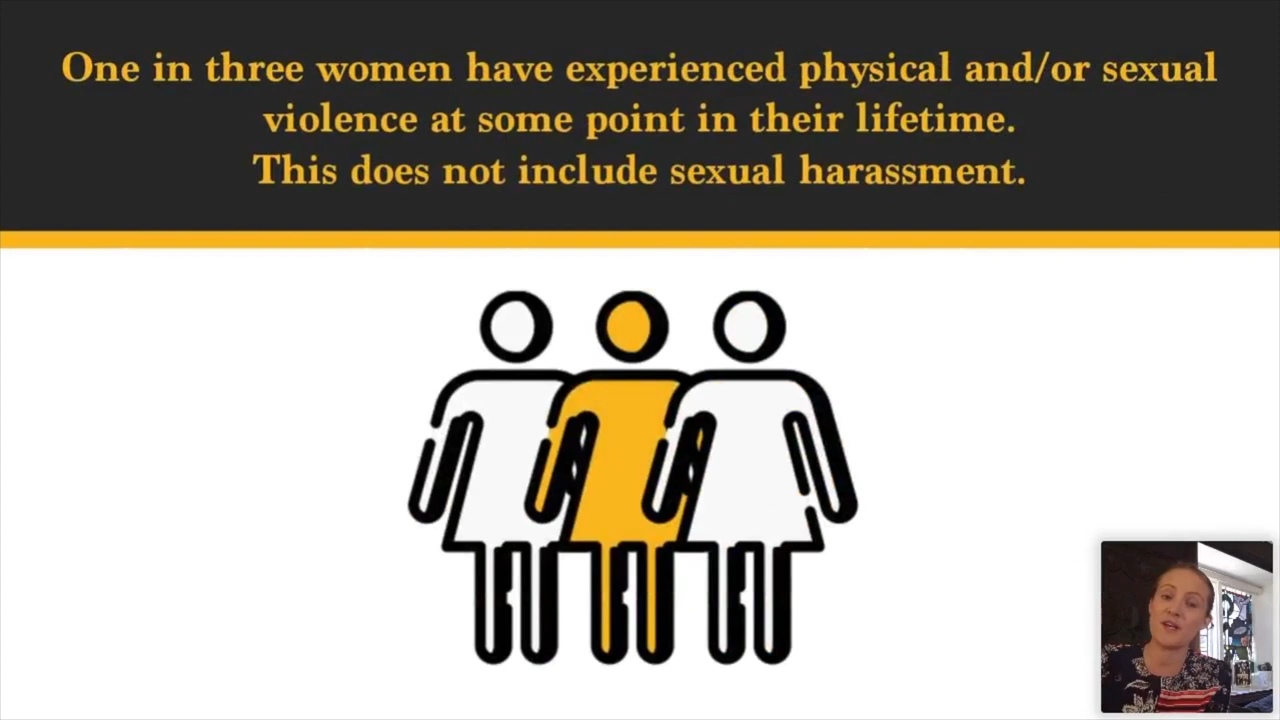 One in three women have experienced physical and/or sexual
violence at some point in their lifetime.
This does not include sexual harassment.